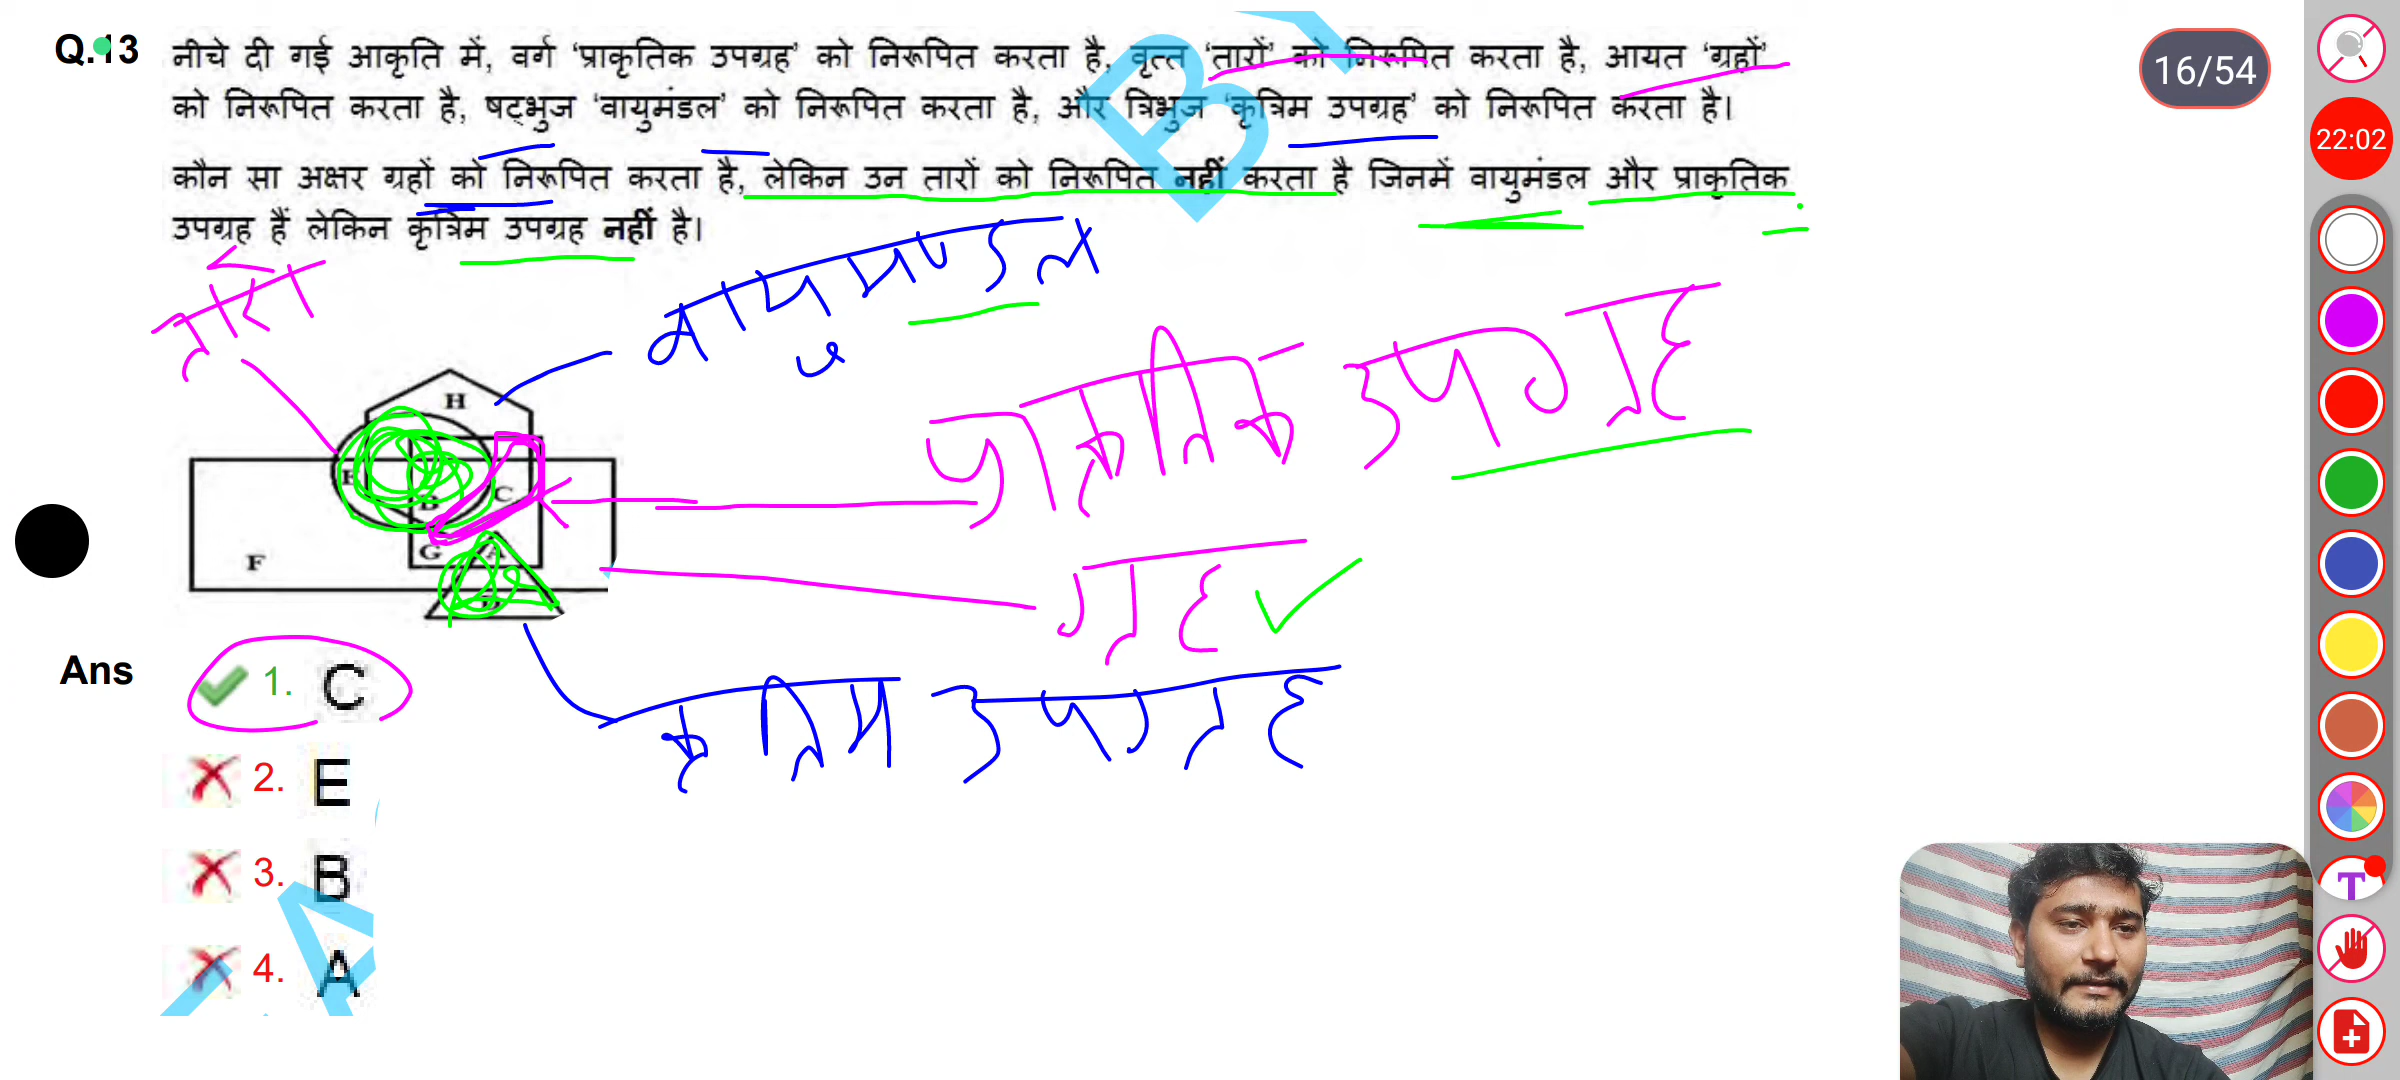 Q.13 नीचे दी गई आकृति में, वर्ग ‘प्राकृतिक उपग्रह’ को निरूपित करता है, वृत्त ‘तारों’ को निरूपित करता है, आयत ‘ग्रहों’
को निरूपित करता है, षट्भुज ‘वायुमंडल’ को निरूपित करता है, और त्रिभुज ‘कृत्रिम उपग्रह’ को निरूपित करता है।
कौन सा अक्षर ग्रहों को निरूपित करता है, लेकिन उन तारों को निरूपित नहीं करता है जिनमें वायुमंडल और प्राकृतिक
उपग्रह हैं लेकिन कृत्रिम उपग्रह नहीं है।
16/54
22:02
तारा
वायुमण्डल
प्राकृतिक उपग्रह
H
E
B
C
G
A
F
D
ग्रह
कृत्रिम उपग्रह
Ans
1. C
2. E
3. B
4. A
T